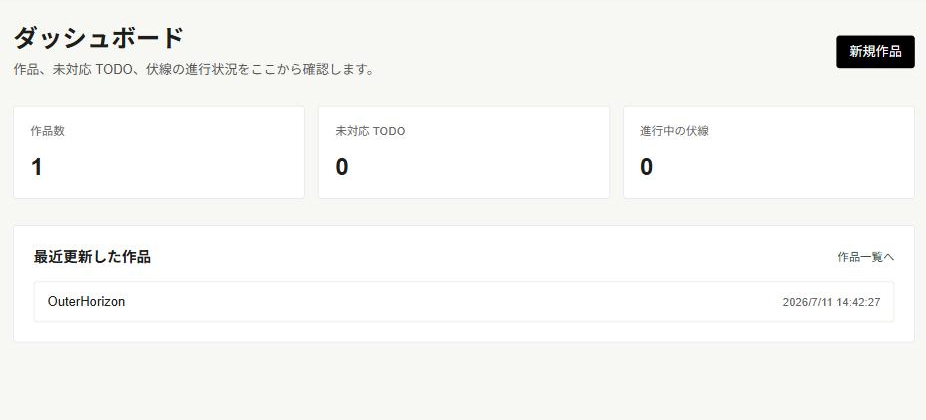 ダッシュボード
新規作品
作品、未対応 TODO、伏線の進行状況をここから確認します。
作品数
未対応 TODO
進行中の伏線
1
0
0
最近更新した作品
作品一覧へ
OuterHorizon
2026/7/11 14:42:27